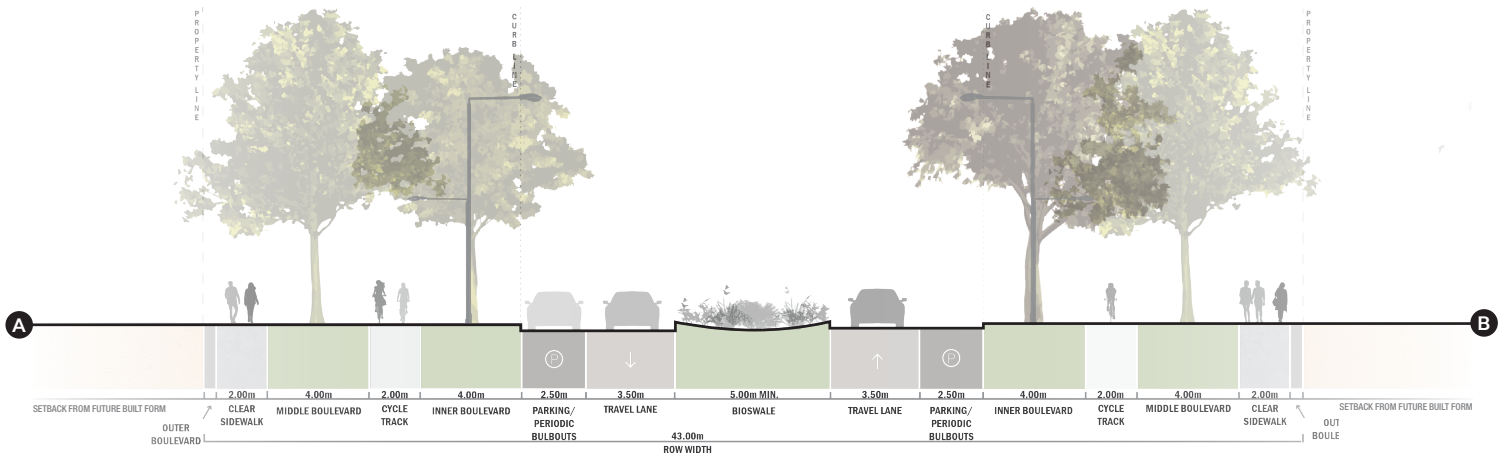 PROPERTY LINE
CURB LINE
CURB LINE
PROPERTY LINE
A
B
P
P
2.00m
4.00m
2.00m
4.00m
2.50m
3.50m
5.00m MIN.
3.50m
2.50m
4.00m
2.00m
4.00m
2.00m
SETBACK FROM FUTURE BUILT FORM
OUTER
BOULEVARD
CLEAR
SIDEWALK
MIDDLE BOULEVARD
CYCLE
TRACK
INNER BOULEVARD
PARKING/
PERIODIC
BULBOUTS
TRAVEL LANE
BIOSWALE
TRAVEL LANE
PARKING/
PERIODIC
BULBOUTS
INNER BOULEVARD
CYCLE
TRACK
MIDDLE BOULEVARD
CLEAR
SIDEWALK
OUT
BOULE
SETBACK FROM FUTURE BUILT FORM
43.00m
ROW WIDTH